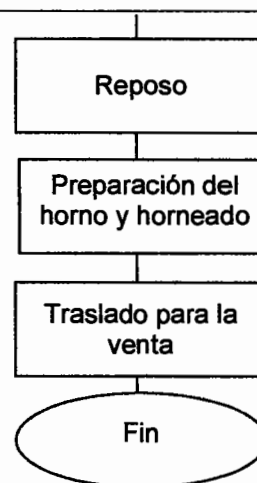 Reposo
Preparación del
horno y horneado
Traslado para la
venta
Fin